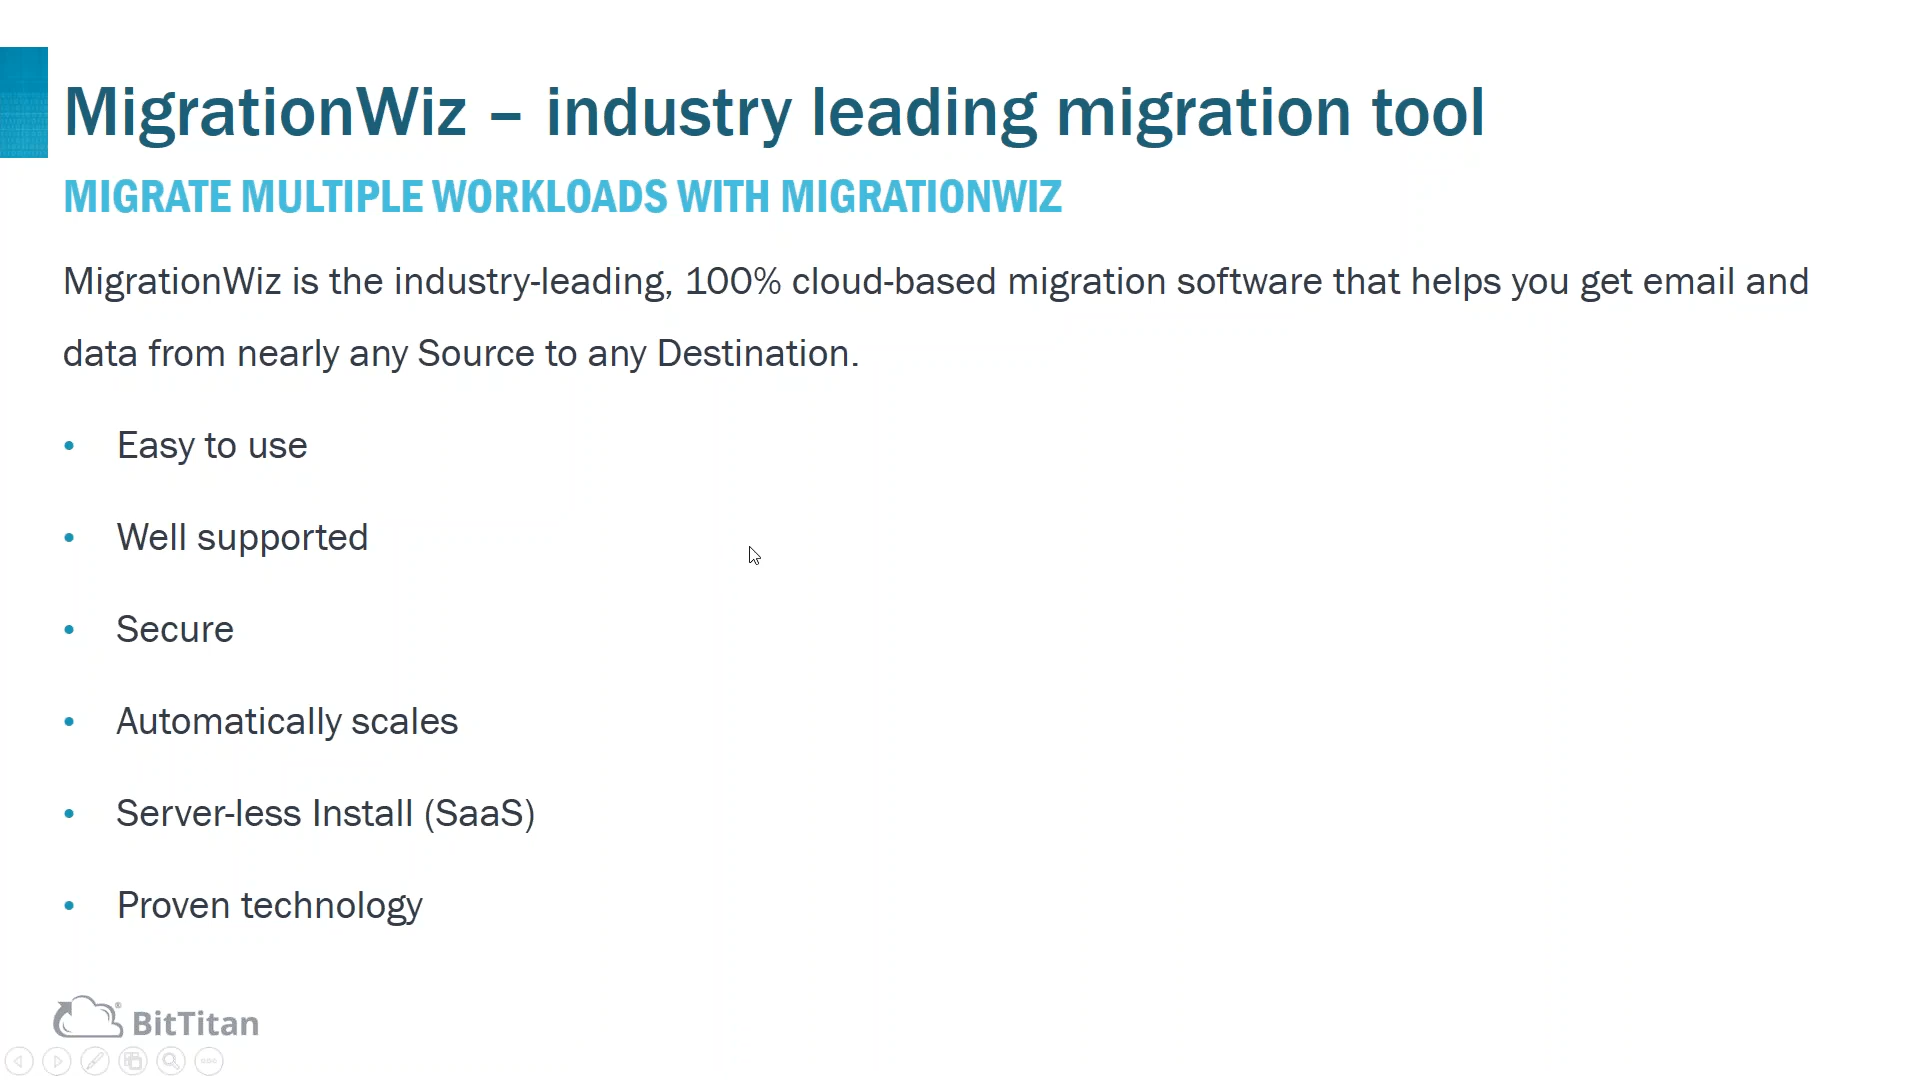 MigrationWiz – industry leading migration tool
MIGRATE MULTIPLE WORKLOADS WITH MIGRATIONWIZ
MigrationWiz is the industry-leading, 100% cloud-based migration software that helps you get email and
data from nearly any Source to any Destination.
• Easy to use
• Well supported
• Secure
• Automatically scales
• Server-less Install (SaaS)
• Proven technology
® BitTitan